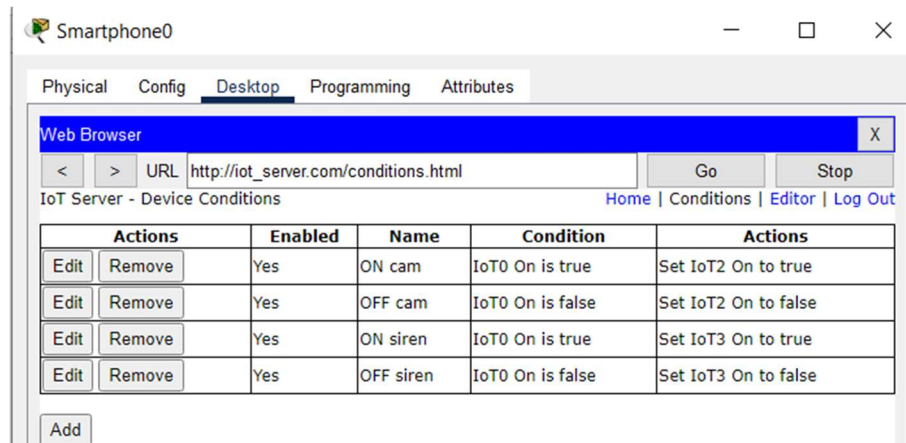 Smartphone0
Physical Config Desktop Programming Attributes
Web Browser X
< > URL http://iot_server.com/conditions.html Go Stop
IoT Server - Device Conditions Home | Conditions | Editor | Log Out
Actions Enabled Name Condition Actions
Edit Remove Yes ON cam IoT0 On is true Set IoT2 On to true
Edit Remove Yes OFF cam IoT0 On is false Set IoT2 On to false
Edit Remove Yes ON siren IoT0 On is true Set IoT3 On to true
Edit Remove Yes OFF siren IoT0 On is false Set IoT3 On to false
Add